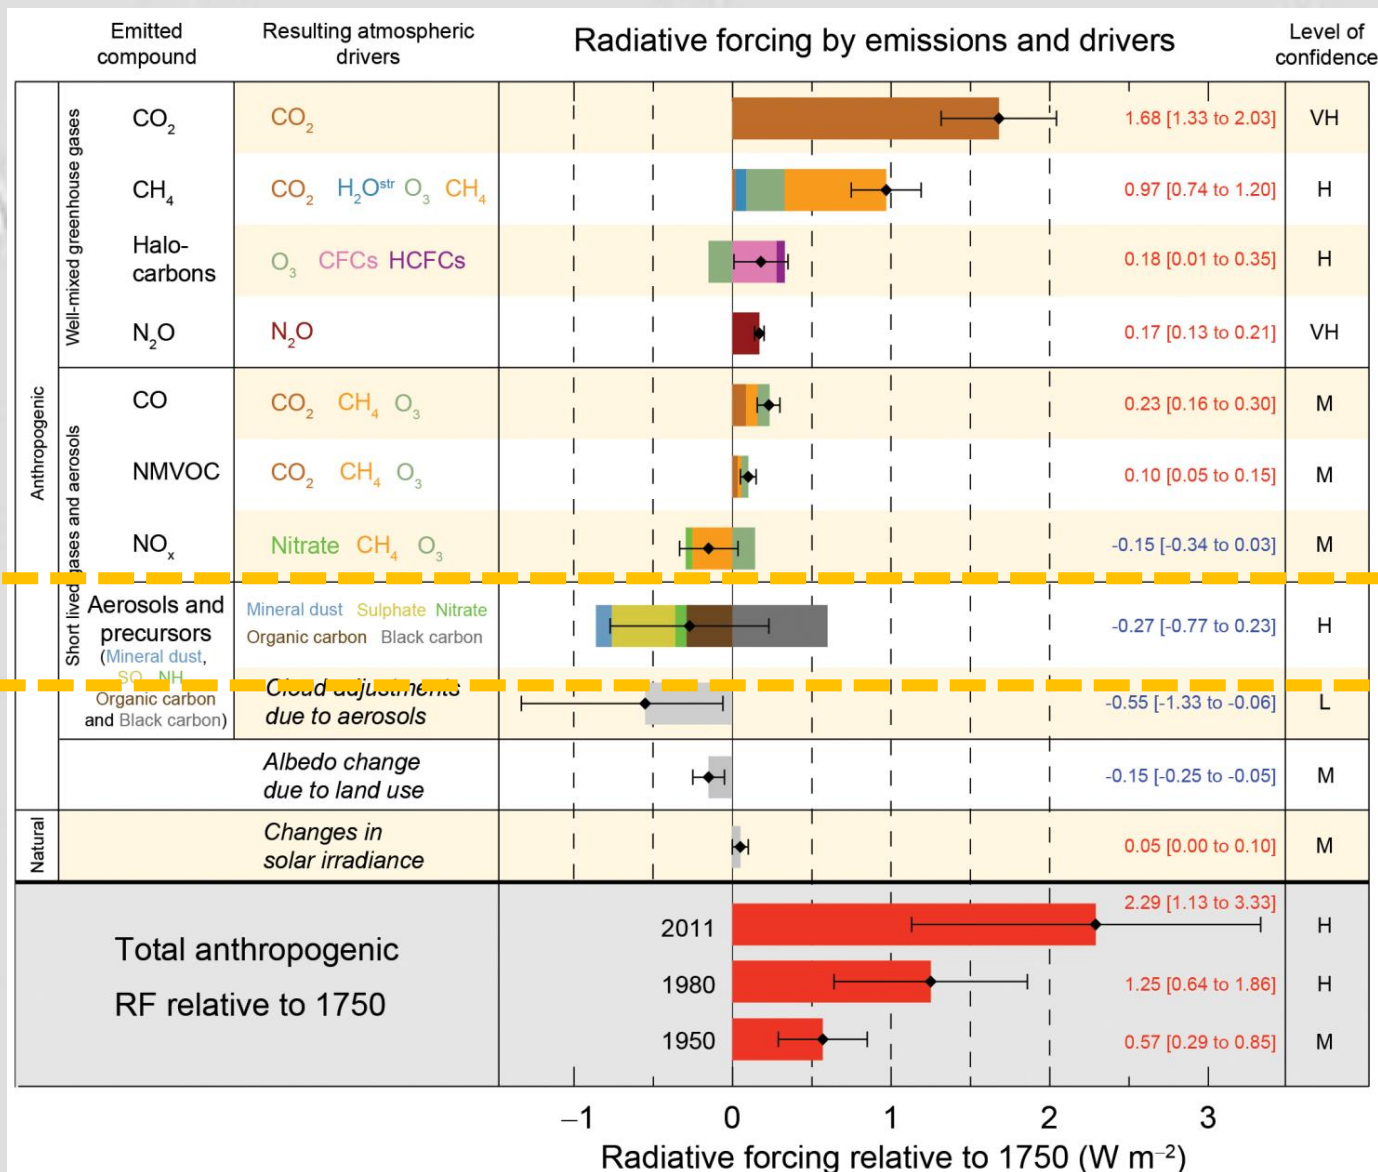 Emitted compound
Resulting atmospheric drivers
Radiative forcing by emissions and drivers
Level of confidence
Anthropogenic
Well-mixed greenhouse gases
CO₂
CO₂
1.68 [1.33 to 2.03]
VH
CH₄
CO₂ H₂Oˢᵗʳ O₃ CH₄
0.97 [0.74 to 1.20]
H
Halo-
carbons
O₃ CFCs HCFCs
0.18 [0.01 to 0.35]
H
N₂O
N₂O
0.17 [0.13 to 0.21]
VH
Short lived gases and aerosols
CO
CO₂ CH₄ O₃
0.23 [0.16 to 0.30]
M
NMVOC
CO₂ CH₄ O₃
0.10 [0.05 to 0.15]
M
NOₓ
Nitrate CH₄ O₃
-0.15 [-0.34 to 0.03]
M
Aerosols and
precursors
(Mineral dust,
Organic carbon
and Black carbon)
Mineral dust Sulphate Nitrate
Organic carbon Black carbon
-0.27 [-0.77 to 0.23]
H
Cloud adjustments
due to aerosols
-0.55 [-1.33 to -0.06]
L
Albedo change
due to land use
-0.15 [-0.25 to -0.05]
M
Natural
Changes in
solar irradiance
0.05 [0.00 to 0.10]
M
Total anthropogenic
RF relative to 1750
2011
2.29 [1.13 to 3.33]
H
1980
1.25 [0.64 to 1.86]
H
1950
0.57 [0.29 to 0.85]
M
−1 0 1 2 3
Radiative forcing relative to 1750 (W m⁻²)